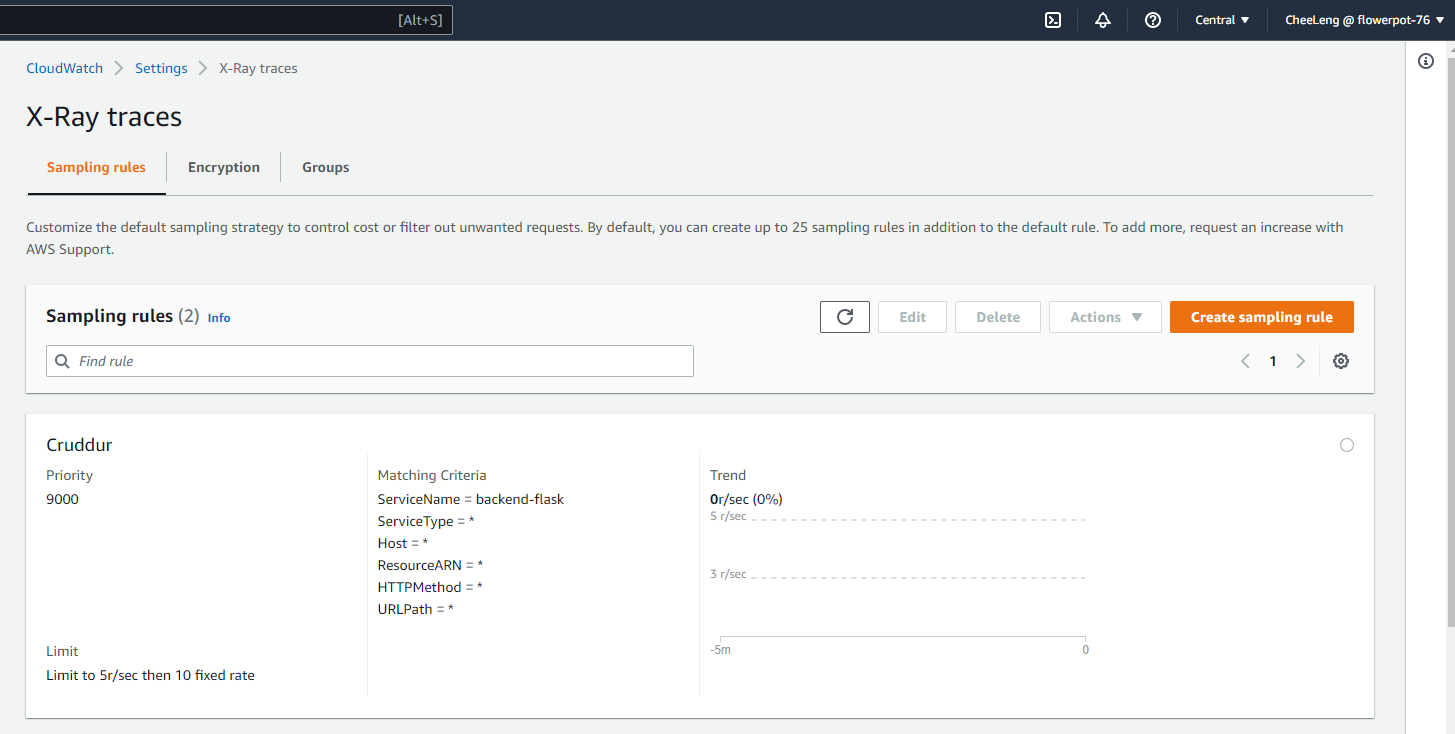 [Alt+S]
Central ▼
CheeLeng @ flowerpot-76 ▼
CloudWatch > Settings > X-Ray traces
X-Ray traces
Sampling rules
Encryption
Groups
Customize the default sampling strategy to control cost or filter out unwanted requests. By default, you can create up to 25 sampling rules in addition to the default rule. To add more, request an increase with
AWS Support.
Sampling rules (2) Info
Edit
Delete
Actions ▼
Create sampling rule
Find rule
< 1 >
Cruddur
Priority
9000
Limit
Limit to 5r/sec then 10 fixed rate
Matching Criteria
ServiceName = backend-flask
ServiceType = *
Host = *
ResourceARN = *
HTTPMethod = *
URLPath = *
Trend
0r/sec (0%)
5 r/sec
3 r/sec
-5m
0